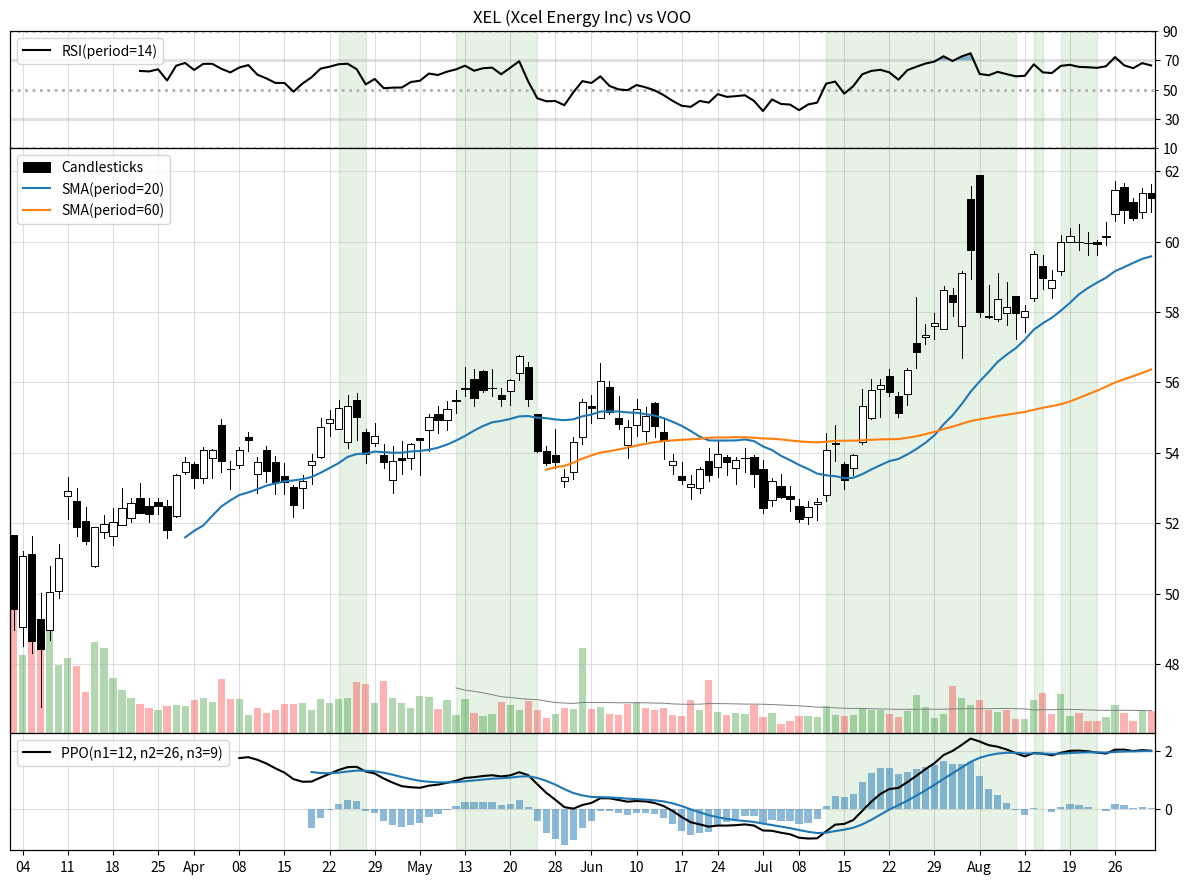 XEL (Xcel Energy Inc) vs VOO
RSI(period=14)
90
70
50
30
10
Candlesticks
SMA(period=20)
SMA(period=60)
62
60
58
56
54
52
50
48
PPO(n1=12, n2=26, n3=9)
2
0
04 11 18 25 Apr 08 15 22 29 May 13 20 28 Jun 10 17 24 Jul 08 15 22 29 Aug 12 19 26